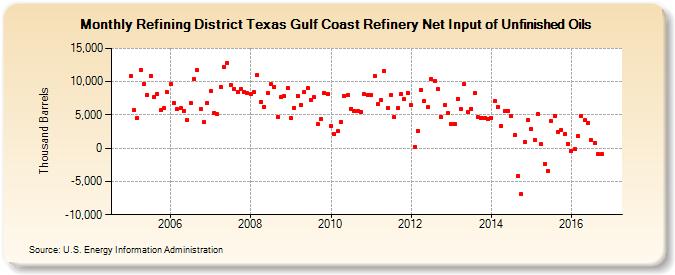 Monthly Refining District Texas Gulf Coast Refinery Net Input of Unfinished Oils
Thousand Barrels
15,000
10,000
5,000
0
-5,000
-10,000
2006 2008 2010 2012 2014 2016
Source: U.S. Energy Information Administration